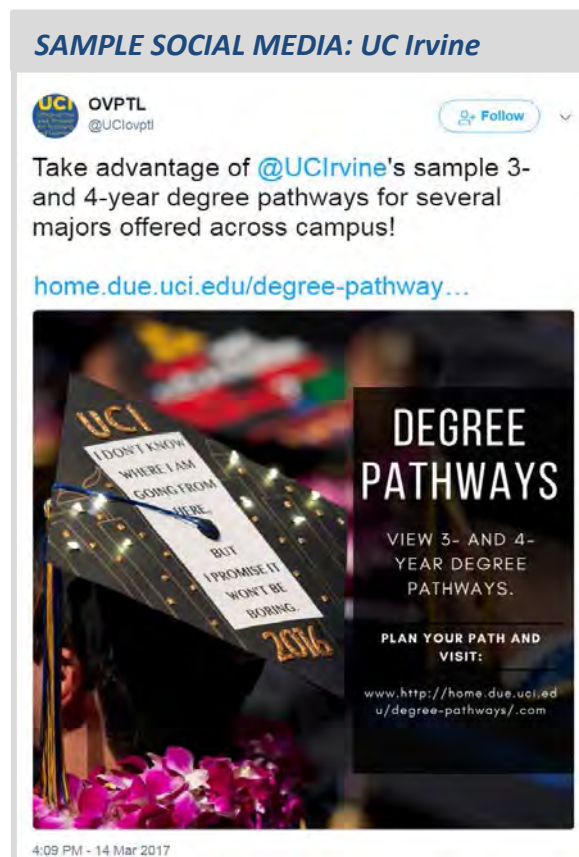 SAMPLE SOCIAL MEDIA: UC Irvine
UCI
OVPTL
@UCIovptl
Follow
Take advantage of @UCIrvine's sample 3-
and 4-year degree pathways for several
majors offered across campus!
home.due.uci.edu/degree-pathway…
UCI
I DON'T KNOW
WHERE I AM
GOING FROM
HERE,
BUT
I PROMISE IT
WON'T BE
BORING.
2016
DEGREE
PATHWAYS
VIEW 3- AND 4-
YEAR DEGREE
PATHWAYS.
PLAN YOUR PATH AND
VISIT:
www.http://home.due.uci.ed
u/degree-pathways/.com
4:09 PM - 14 Mar 2017